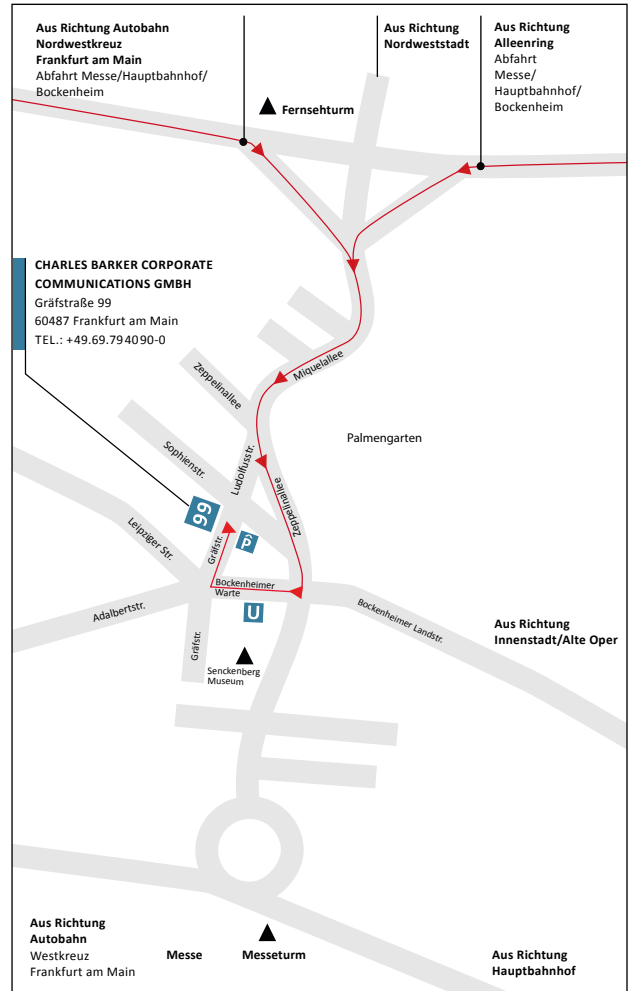 Aus Richtung Autobahn
Nordwestkreuz
Frankfurt am Main
Abfahrt Messe/Hauptbahnhof/
Bockenheim
Aus Richtung
Nordweststadt
Aus Richtung
Alleenring
Abfahrt
Messe/
Hauptbahnhof/
Bockenheim
Fernsehturm
CHARLES BARKER CORPORATE
COMMUNICATIONS GMBH
Gräfstraße 99
60487 Frankfurt am Main
TEL.: +49.69.794090-0
Miquelallee
Zeppelinallee
Palmengarten
Sophienstr.
Ludolfusstr.
Zeppelinallee
99
Leipziger Str.
Gräfstr.
P
Bockenheimer
Warte
U
Adalbertstr.
Bockenheimer Landstr.
Gräfstr.
Aus Richtung
Innenstadt/Alte Oper
Senckenberg
Museum
Aus Richtung
Autobahn
Westkreuz
Frankfurt am Main
Messe
Messeturm
Aus Richtung
Hauptbahnhof